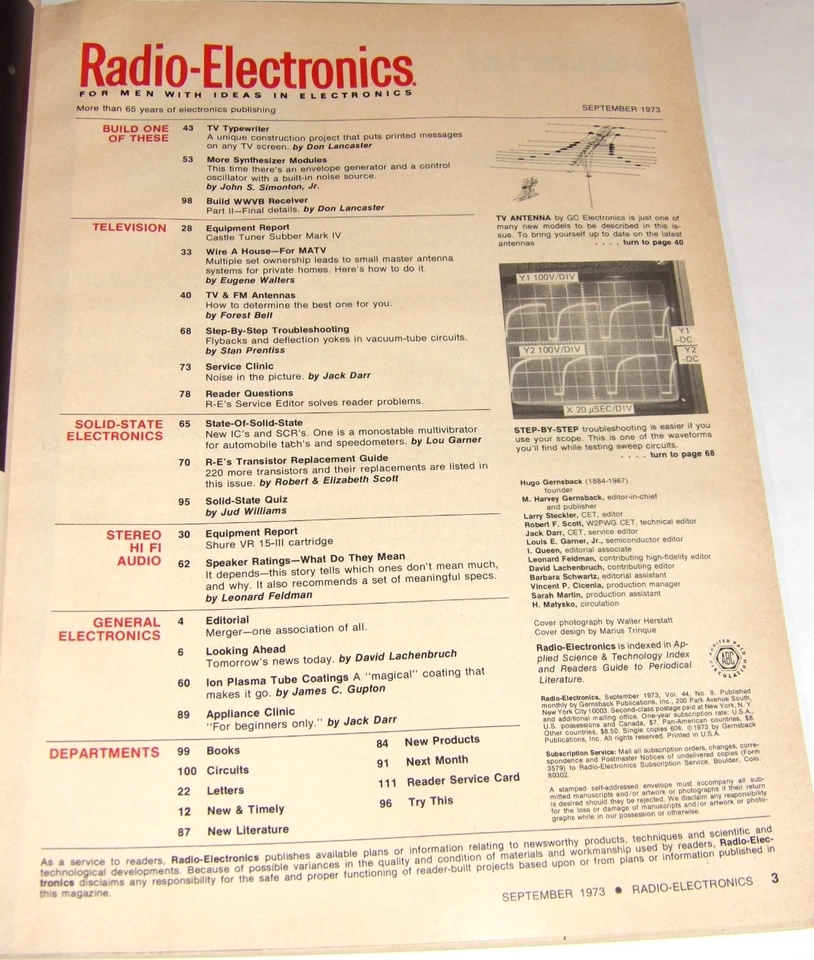 Radio-Electronics
FOR MEN WITH IDEAS IN ELECTRONICS
More than 65 years of electronics publishing
SEPTEMBER 1973
BUILD ONE
OF THESE
43 TV Typewriter
A unique construction project that puts printed messages
on any TV screen. by Don Lancaster
53 More Synthesizer Modules
This time there's an envelope generator and a control
oscillator with a built-in noise source.
by John S. Simonton, Jr.
98 Build WWVB Receiver
Part II—Final details. by Don Lancaster
TELEVISION
28 Equipment Report
Castle Tuner Subber Mark IV
33 Wire A House—For MATV
Multiple set ownership leads to small master antenna
systems for private homes. Here's how to do it.
by Eugene Walters
40 TV & FM Antennas
How to determine the best one for you.
by Forest Belt
68 Step-By-Step Troubleshooting
Flybacks and deflection yokes in vacuum-tube circuits.
by Stan Prentiss
73 Service Clinic
Noise in the picture. by Jack Darr
78 Reader Questions
R-E's Service Editor solves reader problems.
SOLID-STATE
ELECTRONICS
65 State-Of-Solid-State
New IC's and SCR's. One is a monostable multivibrator
for automobile tach's and speedometers. by Lou Garner
70 R-E's Transistor Replacement Guide
220 more transistors and their replacements are listed in
this issue. by Robert & Elizabeth Scott
95 Solid-State Quiz
by Jud Williams
STEREO
HI FI
AUDIO
30 Equipment Report
Shure VR 15-III cartridge
62 Speaker Ratings—What Do They Mean
It depends—this story tells which ones don't mean much,
and why. It also recommends a set of meaningful specs.
by Leonard Feldman
GENERAL
ELECTRONICS
4 Editorial
Merger—one association of all.
6 Looking Ahead
Tomorrow's news today. by David Lachenbruch
60 Ion Plasma Tube Coatings A "magical" coating that
makes it go. by James C. Gupton
89 Appliance Clinic
"For beginners only." by Jack Darr
DEPARTMENTS
99 Books
100 Circuits
22 Letters
12 New & Timely
87 New Literature
84 New Products
91 Next Month
111 Reader Service Card
96 Try This
TV ANTENNA by GC Electronics is just one of
many new models to be described in this is-
sue. To bring yourself up to date on the latest
antennas . . . . turn to page 40
Y1 100V/DIV
Y1
-DC
Y2 100V/DIV
Y2
-DC
X 20 µSEC/DIV
STEP-BY-STEP troubleshooting is easier if you
use your scope. This is one of the waveforms
you'll find while testing sweep circuits.
. . . . turn to page 68
Hugo Gernsback (1884-1967)
founder
M. Harvey Gernsback, editor-in-chief
and publisher
Larry Steckler, CET, editor
Robert F. Scott, W2PWG CET, technical editor
Jack Darr, CET, service editor
Louis E. Garner, Jr., semiconductor editor
I. Queen, editorial associate
Leonard Feldman, contributing high-fidelity editor
David Lachenbruch, contributing editor
Barbara Schwartz, editorial assistant
Vincent P. Cicenia, production manager
Sarah Martin, production assistant
H. Matysko, circulation
Cover photograph by Walter Herstatt
Cover design by Marius Trinque
Radio-Electronics is indexed in Ap-
plied Science & Technology Index
and Readers Guide to Periodical
Literature.
AUDITED PAID
ABC
CIRCULATION
Radio-Electronics, September 1973, Vol. 44, No. 9. Published
monthly by Gernsback Publications, Inc., 200 Park Avenue South,
New York City 10003. Second-class postage paid at New York, N. Y.
and additional mailing office. One-year subscription rate: U.S.A.,
U.S. possessions and Canada, $7. Pan-American countries, $8.
Other countries, $8.50. Single copies 60¢. ©1973 by Gernsback
Publications, Inc. All rights reserved. Printed in U.S.A.
Subscription Service: Mail all subscription orders, changes, corre-
spondence and Postmaster Notices of undelivered copies (Form
3579) to Radio-Electronics Subscription Service, Boulder, Colo.
80302.
A stamped self-addressed envelope must accompany all sub-
mitted manuscripts and/or artwork or photographs if their return
is desired should they be rejected. We disclaim any responsibility
for the loss or damage of manuscripts and/or artwork or photo-
graphs while in our possession or otherwise.
As a service to readers, Radio-Electronics publishes available plans or information relating to newsworthy products, techniques and scientific and
technological developments. Because of possible variances in the quality and condition of materials and workmanship used by readers, Radio-Elec-
tronics disclaims any responsibility for the safe and proper functioning of reader-built projects based upon or from plans or information published in
this magazine.
SEPTEMBER 1973 ● RADIO-ELECTRONICS 3